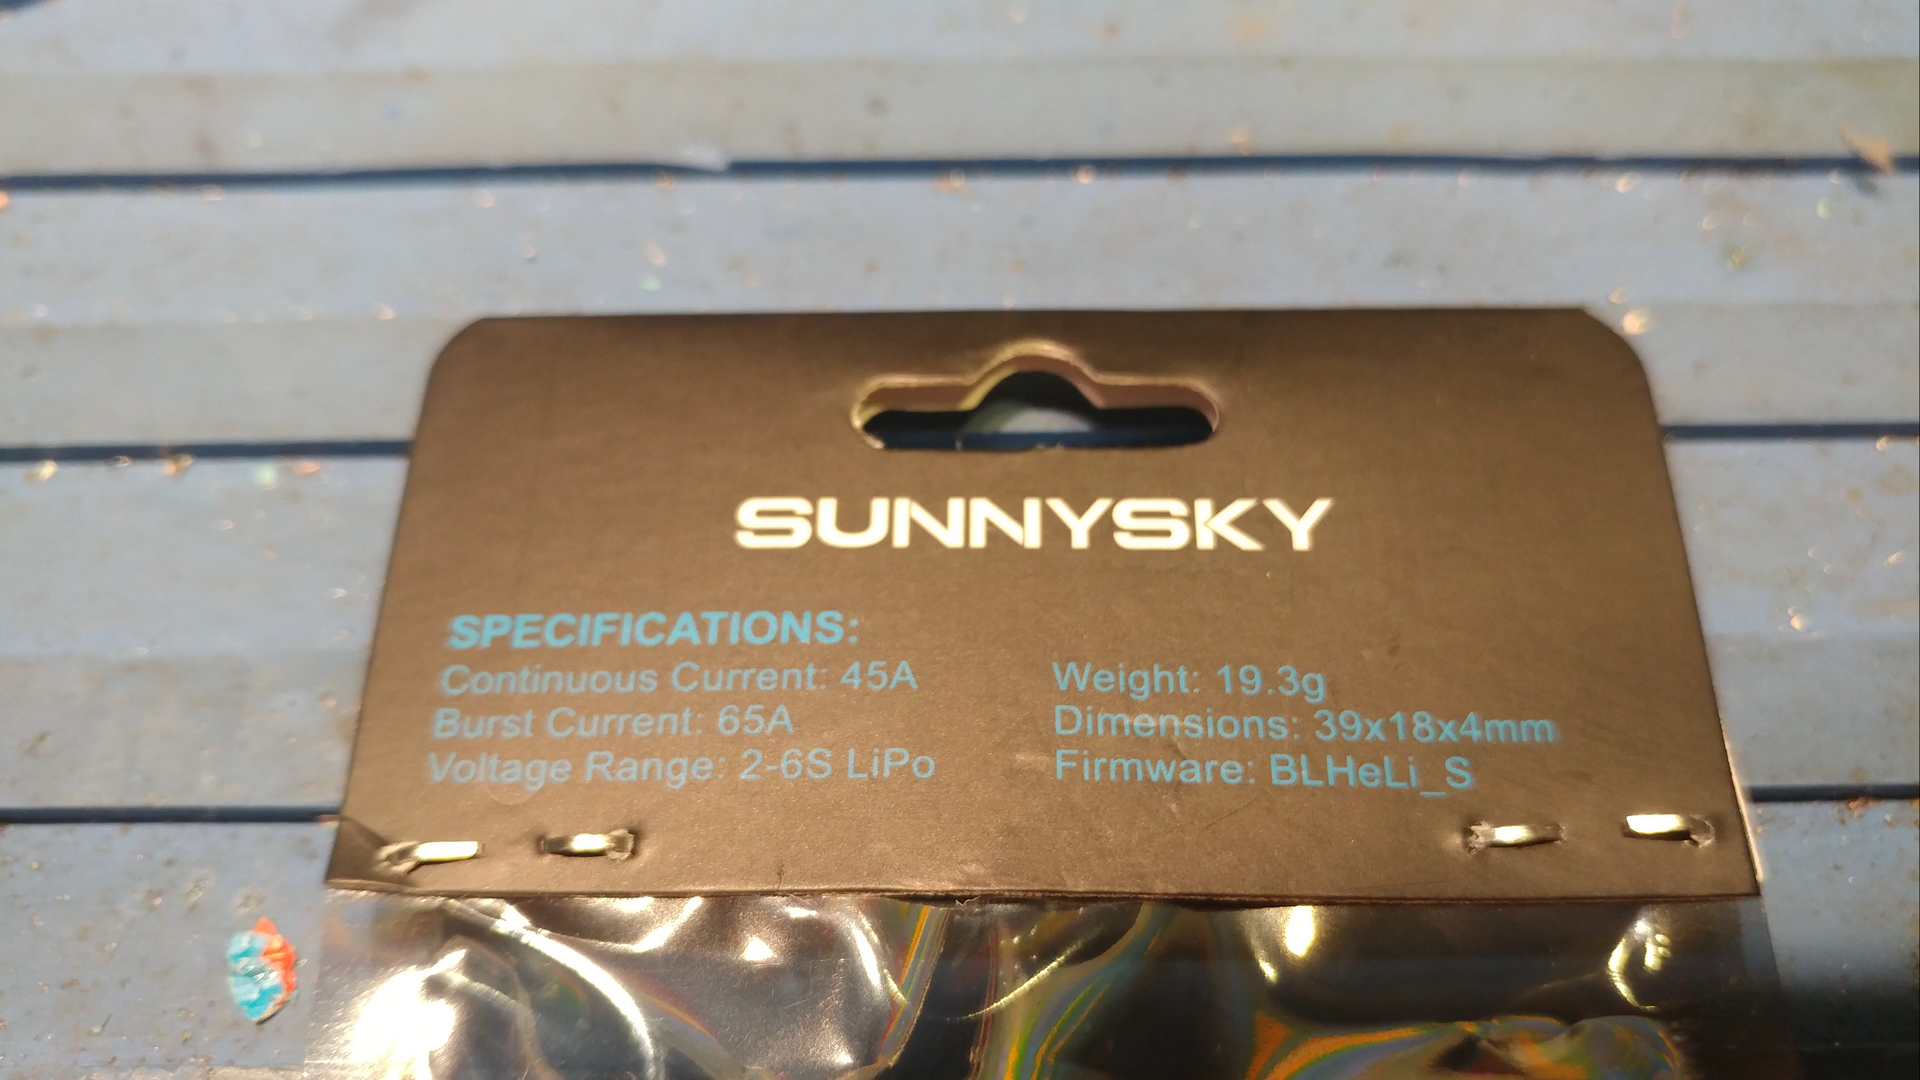 SUNNYSKY
SPECIFICATIONS:
Continuous Current: 45A
Burst Current: 65A
Voltage Range: 2-6S LiPo
Weight: 19.3g
Dimensions: 39x18x4mm
Firmware: BLHeLi_S